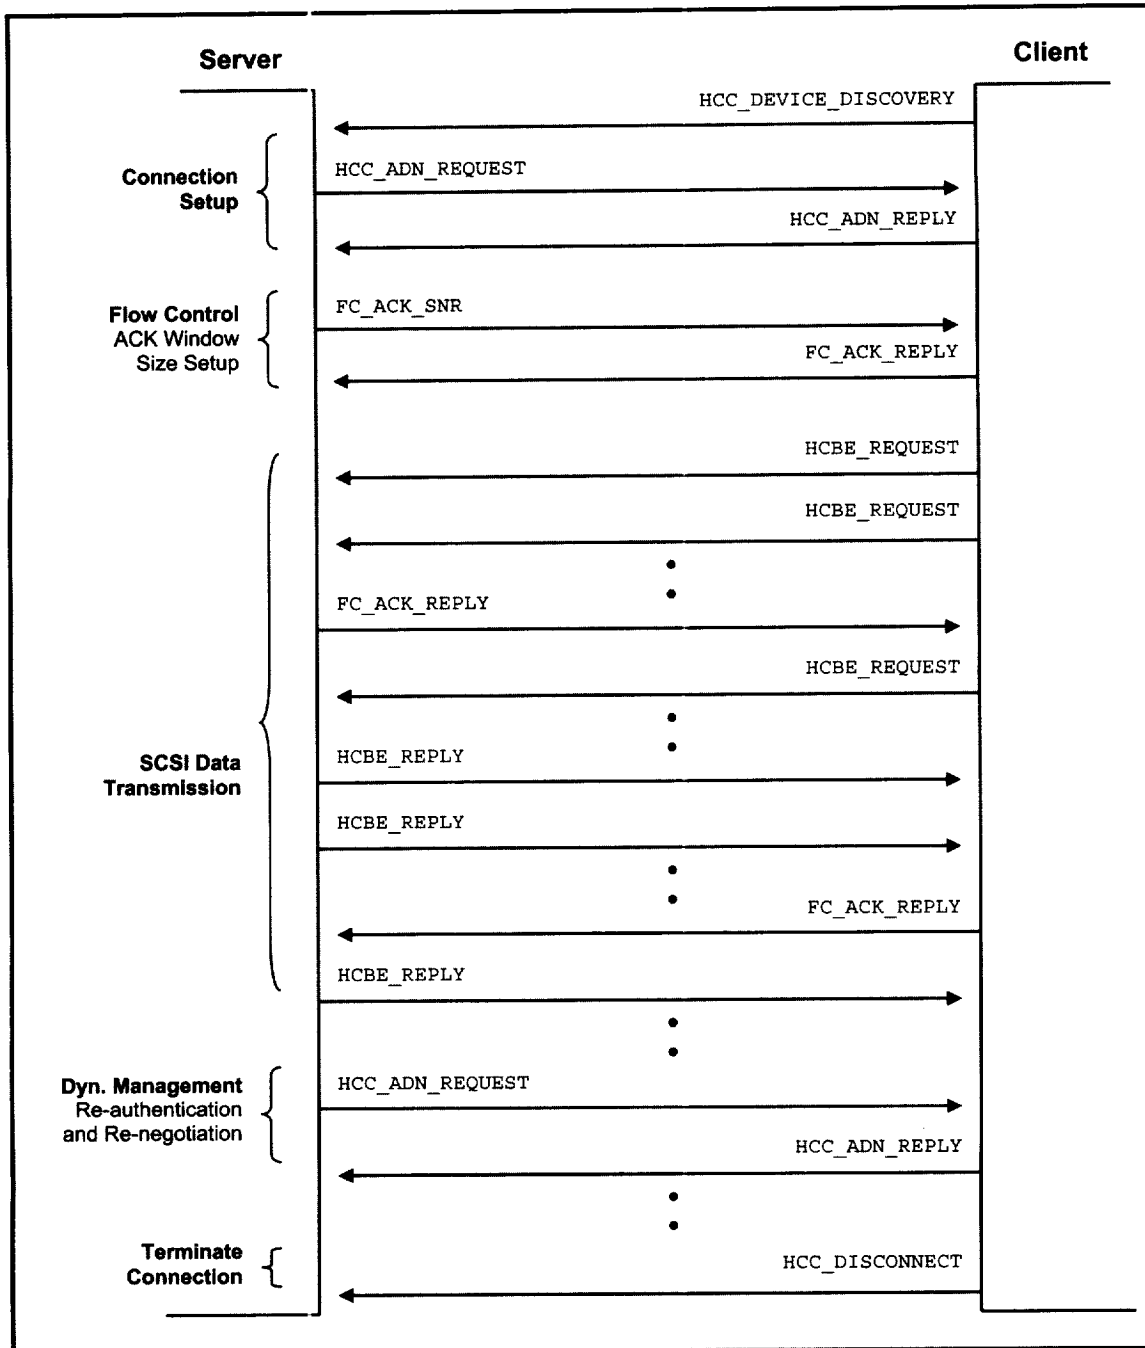 Server
Client
HCC_DEVICE_DISCOVERY
Connection
Setup
HCC_ADN_REQUEST
HCC_ADN_REPLY
Flow Control
ACK Window
Size Setup
FC_ACK_SNR
FC_ACK_REPLY
HCBE_REQUEST
HCBE_REQUEST
FC_ACK_REPLY
HCBE_REQUEST
SCSI Data
Transmission
HCBE_REPLY
HCBE_REPLY
FC_ACK_REPLY
HCBE_REPLY
Dyn. Management
Re-authentication
and Re-negotiation
HCC_ADN_REQUEST
HCC_ADN_REPLY
Terminate
Connection
HCC_DISCONNECT